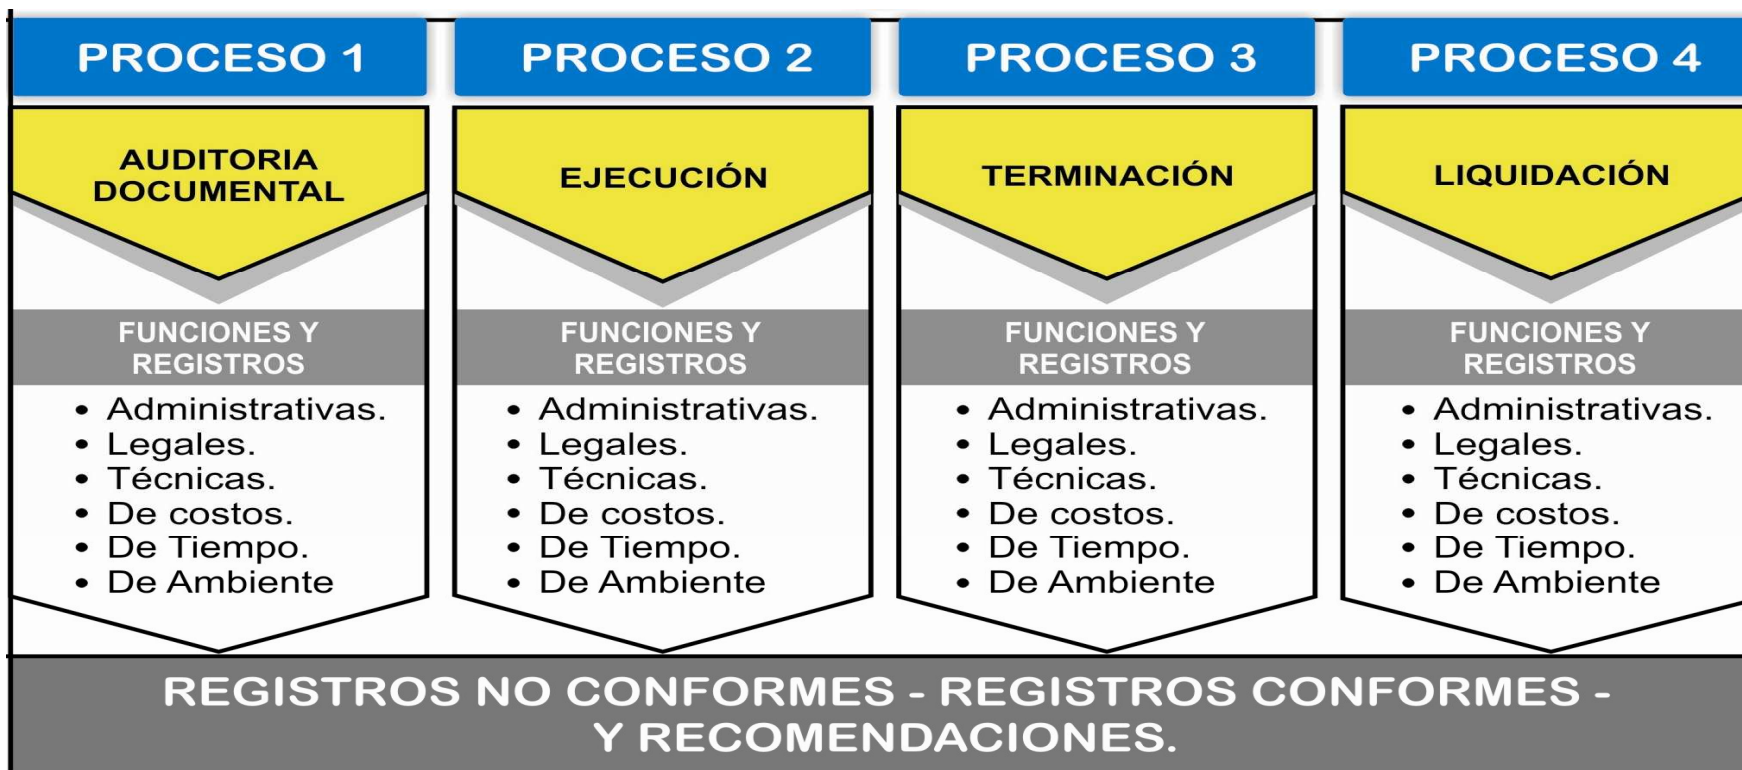 PROCESO 1
AUDITORIA
DOCUMENTAL
FUNCIONES Y
REGISTROS
• Administrativas.
• Legales.
• Técnicas.
• De costos.
• De Tiempo.
• De Ambiente
PROCESO 2
EJECUCIÓN
FUNCIONES Y
REGISTROS
• Administrativas.
• Legales.
• Técnicas.
• De costos.
• De Tiempo.
• De Ambiente
PROCESO 3
TERMINACIÓN
FUNCIONES Y
REGISTROS
• Administrativas.
• Legales.
• Técnicas.
• De costos.
• De Tiempo.
• De Ambiente
PROCESO 4
LIQUIDACIÓN
FUNCIONES Y
REGISTROS
• Administrativas.
• Legales.
• Técnicas.
• De costos.
• De Tiempo.
• De Ambiente
REGISTROS NO CONFORMES - REGISTROS CONFORMES -
Y RECOMENDACIONES.